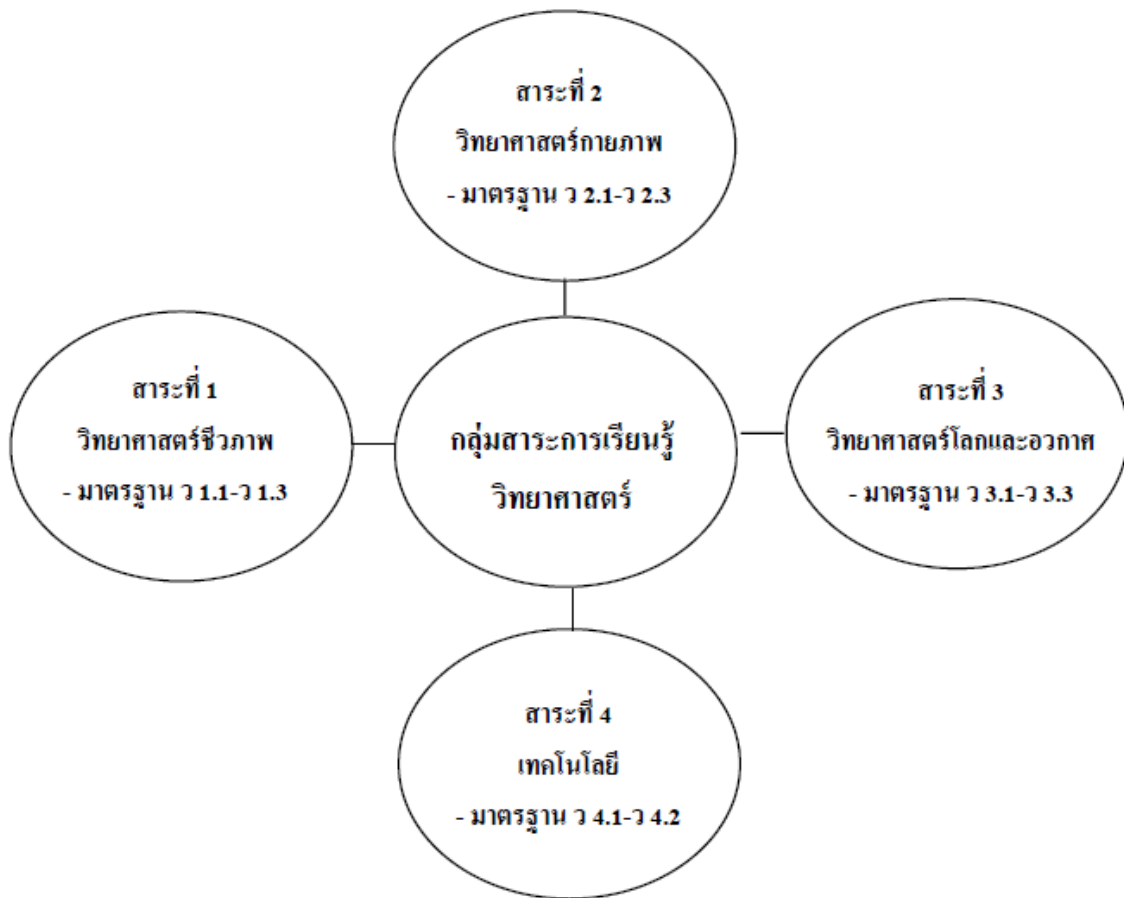 สาระที่ 2
วิทยาศาสตร์กายภาพ
- มาตรฐาน ว 2.1-ว 2.3
สาระที่ 1
วิทยาศาสตร์ชีวภาพ
- มาตรฐาน ว 1.1-ว 1.3
กลุ่มสาระการเรียนรู้
วิทยาศาสตร์
สาระที่ 3
วิทยาศาสตร์โลกและอวกาศ
- มาตรฐาน ว 3.1-ว 3.3
สาระที่ 4
เทคโนโลยี
- มาตรฐาน ว 4.1-ว 4.2